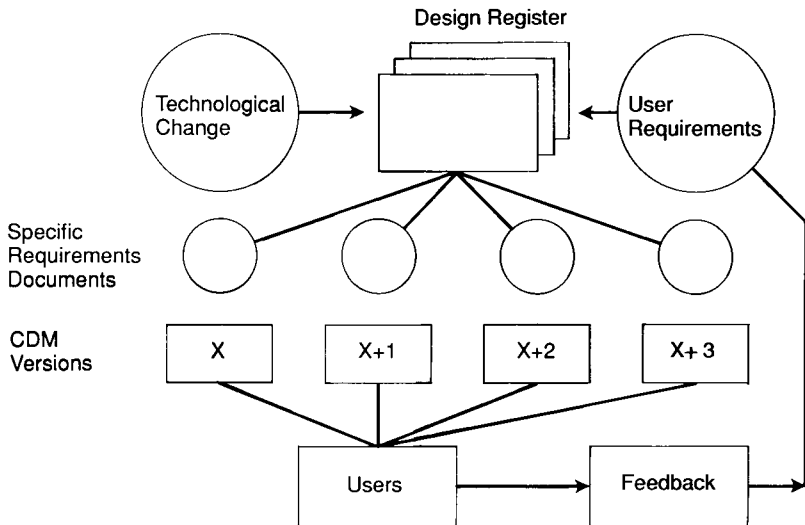 Design Register
Technological
Change
User
Requirements
Specific
Requirements
Documents
CDM
Versions
X
X+1
X+2
X+ 3
Users
Feedback